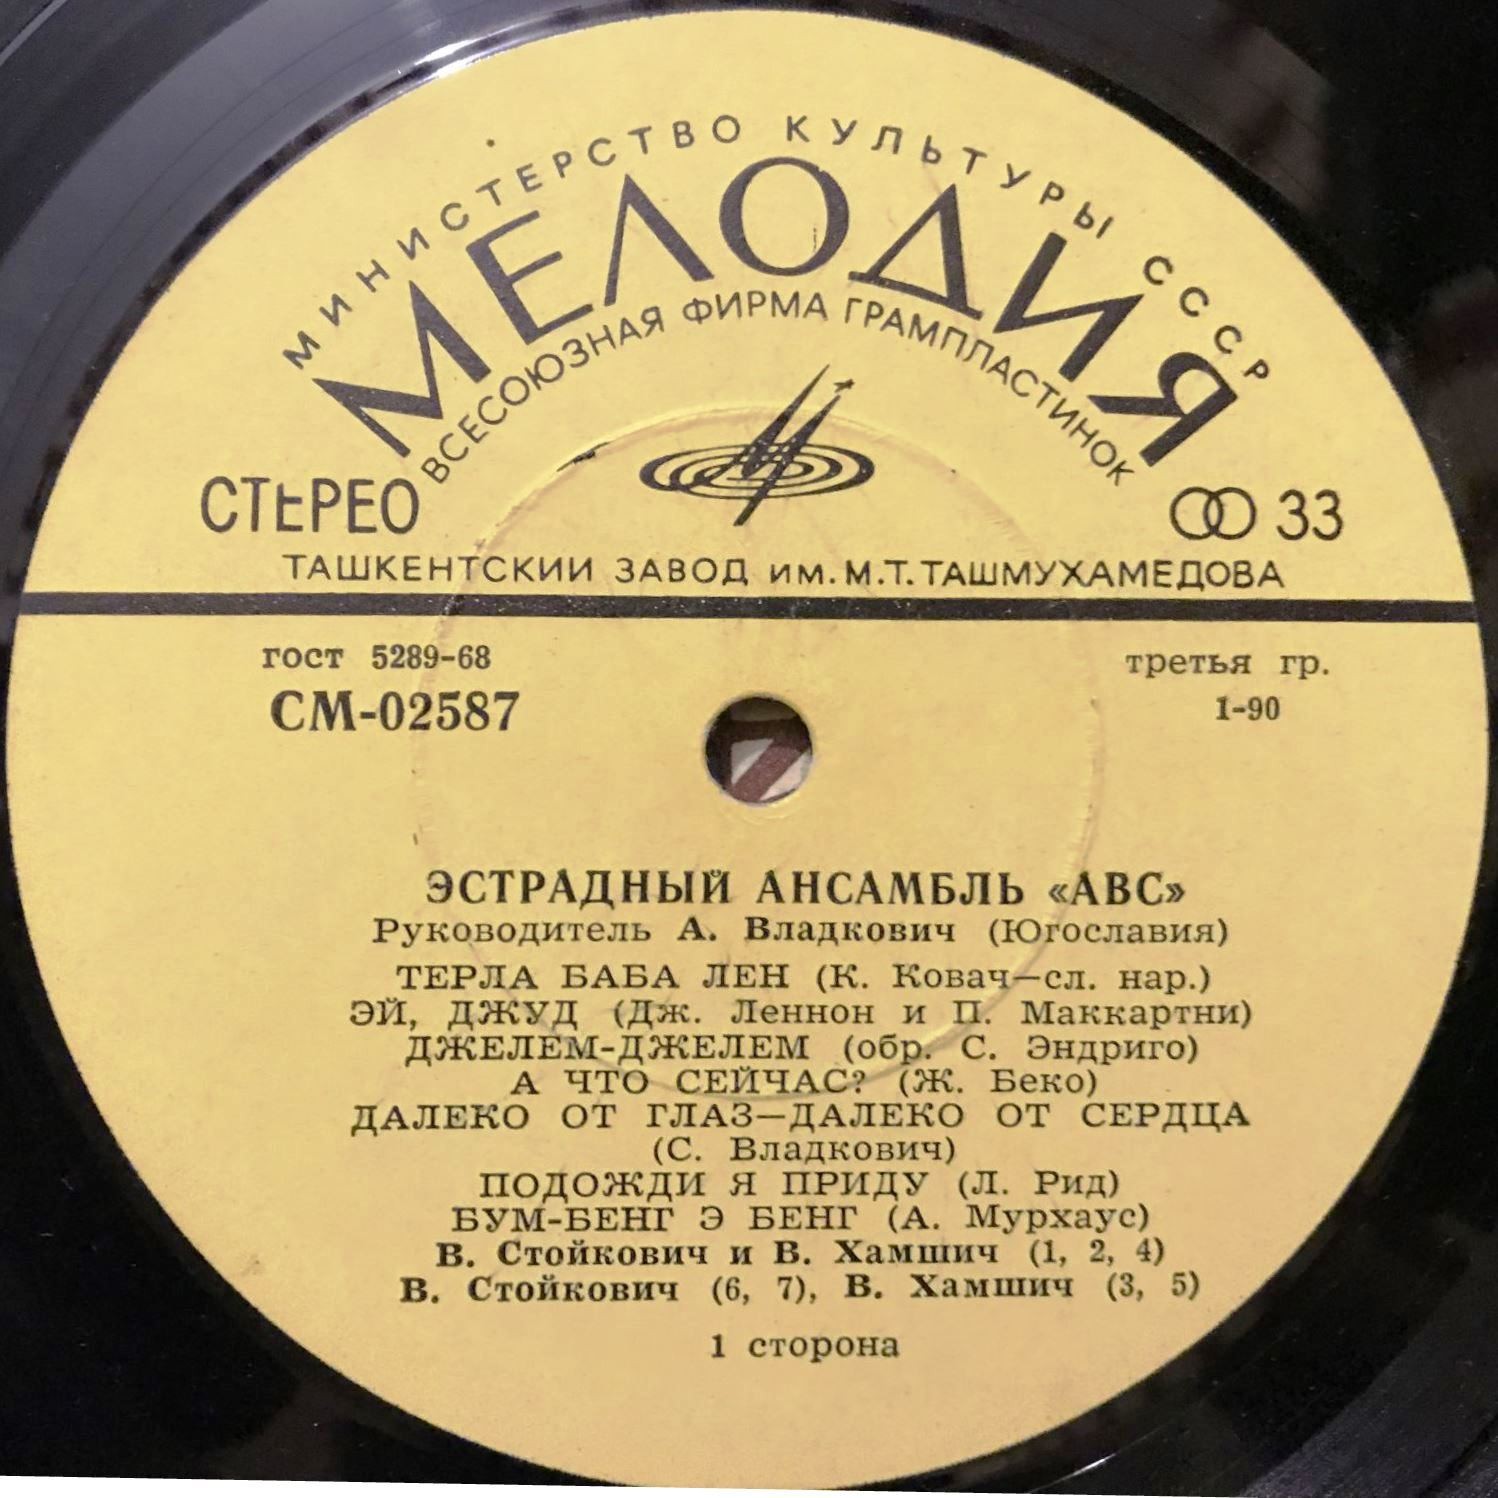 МИНИСТЕРСТВО КУЛЬТУРЫ СССР
МЕЛОДИЯ
ВСЕСОЮЗНАЯ ФИРМА ГРАМПЛАСТИНОК
СТЕРЕО
33
ТАШКЕНТСКИИ ЗАВОД им. М.Т. ТАШМУХАМЕДОВА
гост 5289-68
третья гр.
СМ-02587
1-90
ЭСТРАДНЫЙ АНСАМБЛЬ «АВС»
Руководитель А. Владкович (Югославия)
ТЕРЛА БАБА ЛЕН (К. Ковач—сл. нар.)
ЭЙ, ДЖУД (Дж. Леннон и П. Маккартни)
ДЖЕЛЕМ-ДЖЕЛЕМ (обр. С. Эндриго)
А ЧТО СЕЙЧАС? (Ж. Беко)
ДАЛЕКО ОТ ГЛАЗ—ДАЛЕКО ОТ СЕРДЦА
(С. Владкович)
ПОДОЖДИ Я ПРИДУ (Л. Рид)
БУМ-БЕНГ Э БЕНГ (А. Мурхаус)
В. Стойкович и В. Хамшич (1, 2, 4)
В. Стойкович (6, 7), В. Хамшич (3, 5)
1 сторона